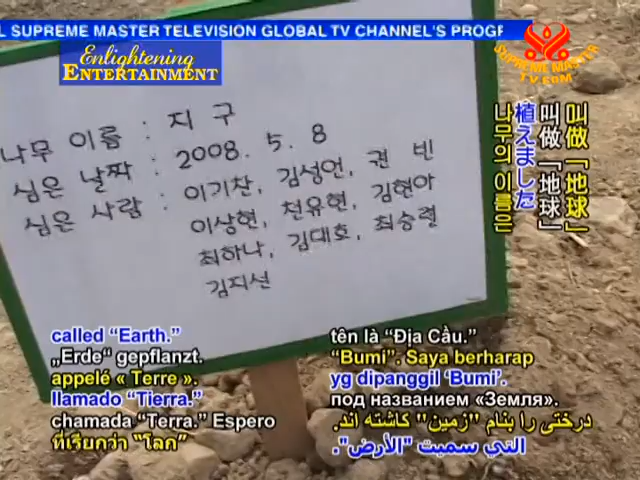 L SUPREME MASTER TELEVISION GLOBAL TV CHANNEL'S PROG
Enlightening
ENTERTAINMENT
SUPREME MASTER
TV.COM
나무 이름 : 지구
심은 날짜 : 2008. 5. 8
심은 사람 : 이기찬, 김성언, 권빈
이상현, 천유현, 김현아
최하나, 김대호, 최승령
김지선
叫做「地球」
叫做「地球」
植えました
나무의 이름은
called “Earth.”
„Erde“ gepflanzt.
appelé « Terre ».
llamado “Tierra.”
chamada “Terra.” Espero
ที่เรียกว่า “โลก”
tên là “Địa Cầu.”
“Bumi”. Saya berharap
yg dipanggil ‘Bumi’.
под названием «Земля».
درختی را بنام "زمین" کاشته اند.
التي سميت "الأرض".